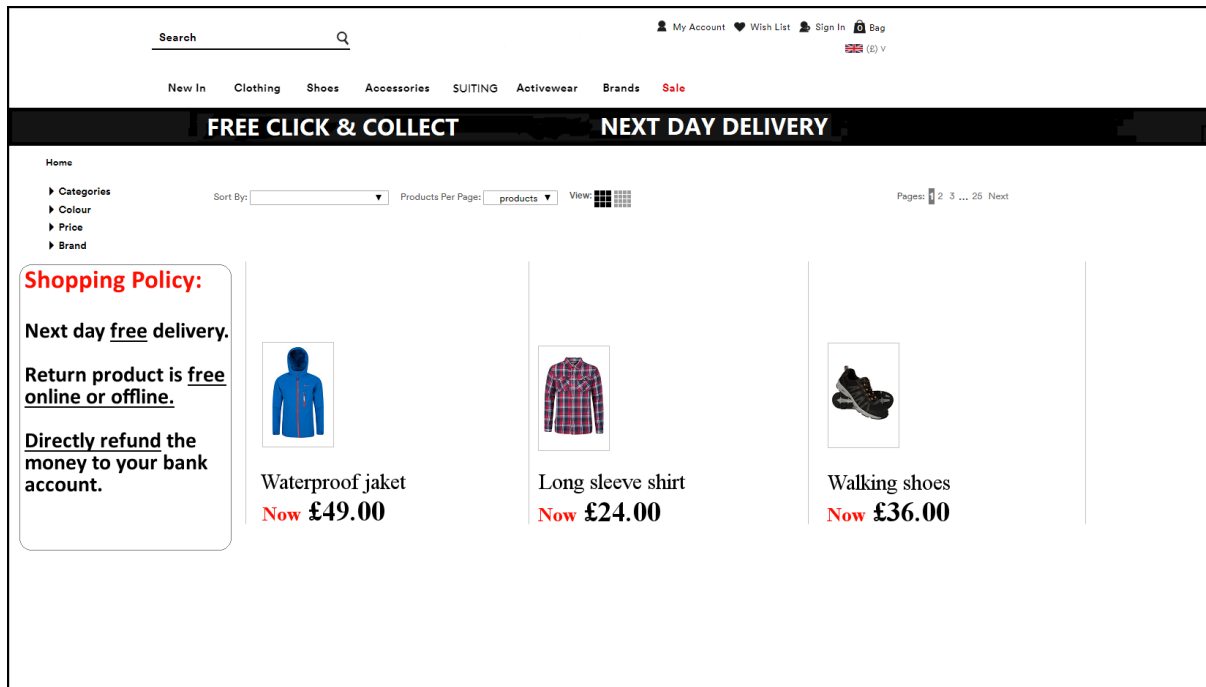 My Account Wish List Sign In 0 Bag
Search
(£) V
New In Clothing Shoes Accessories SUITING Activewear Brands Sale
FREE CLICK & COLLECT NEXT DAY DELIVERY
Home
Categories
Colour
Price
Brand
Sort By: Products Per Page: products View:
Pages: 1 2 3 ... 25 Next
Shopping Policy:
Next day free delivery.
Return product is free
online or offline.
Directly refund the
money to your bank
account.
Waterproof jaket
Now £49.00
Long sleeve shirt
Now £24.00
Walking shoes
Now £36.00